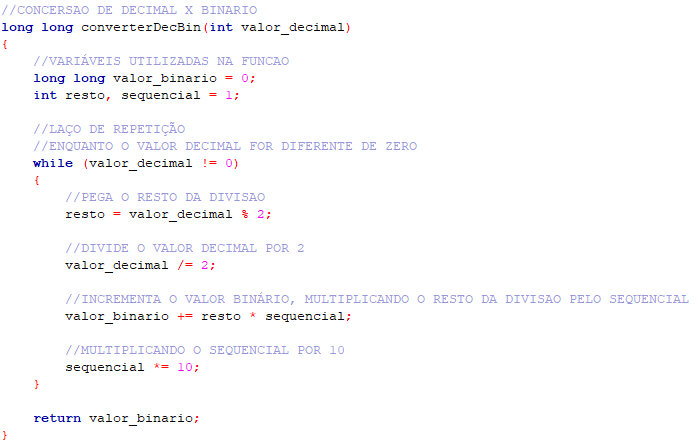 //CONCERSAO DE DECIMAL X BINARIO
long long converterDecBin(int valor_decimal)
{
    //VARIÁVEIS UTILIZADAS NA FUNCAO
    long long valor_binario = 0;
    int resto, sequencial = 1;

    //LAÇO DE REPETIÇÃO
    //ENQUANTO O VALOR DECIMAL FOR DIFERENTE DE ZERO
    while (valor_decimal != 0)
    {
        //PEGA O RESTO DA DIVISAO
        resto = valor_decimal % 2;

        //DIVIDE O VALOR DECIMAL POR 2
        valor_decimal /= 2;

        //INCREMENTA O VALOR BINÁRIO, MULTIPLICANDO O RESTO DA DIVISAO PELO SEQUENCIAL
        valor_binario += resto * sequencial;

        //MULTIPLICANDO O SEQUENCIAL POR 10
        sequencial *= 10;
    }

    return valor_binario;
}